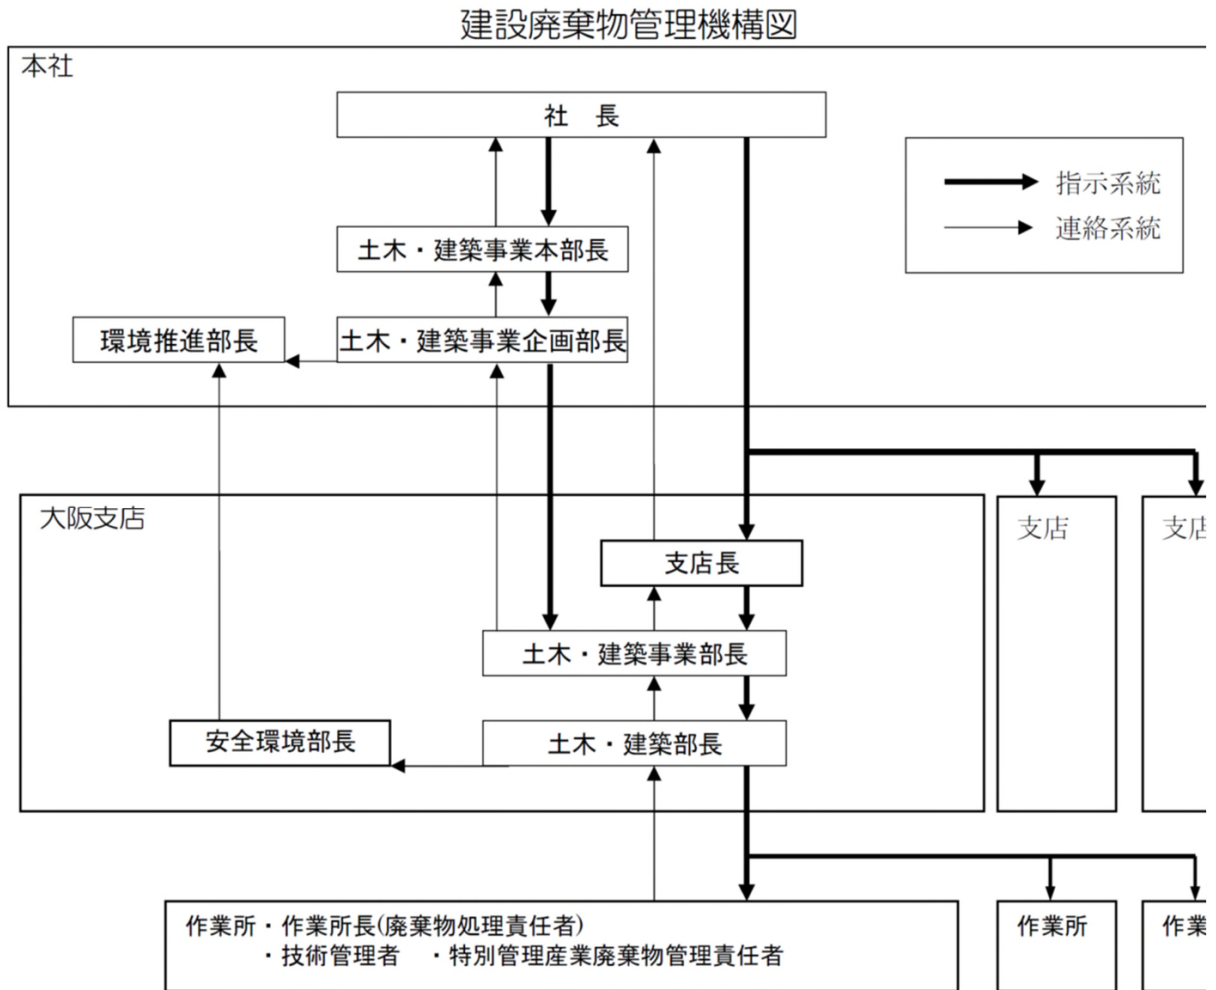 建設廃棄物管理機構図
本社
社　長
指示系統
連絡系統
土木・建築事業本部長
環境推進部長
土木・建築事業企画部長
大阪支店
支店
支店
支店長
土木・建築事業部長
安全環境部長
土木・建築部長
作業所・作業所長(廃棄物処理責任者)
・技術管理者　・特別管理産業廃棄物管理責任者
作業所
作業